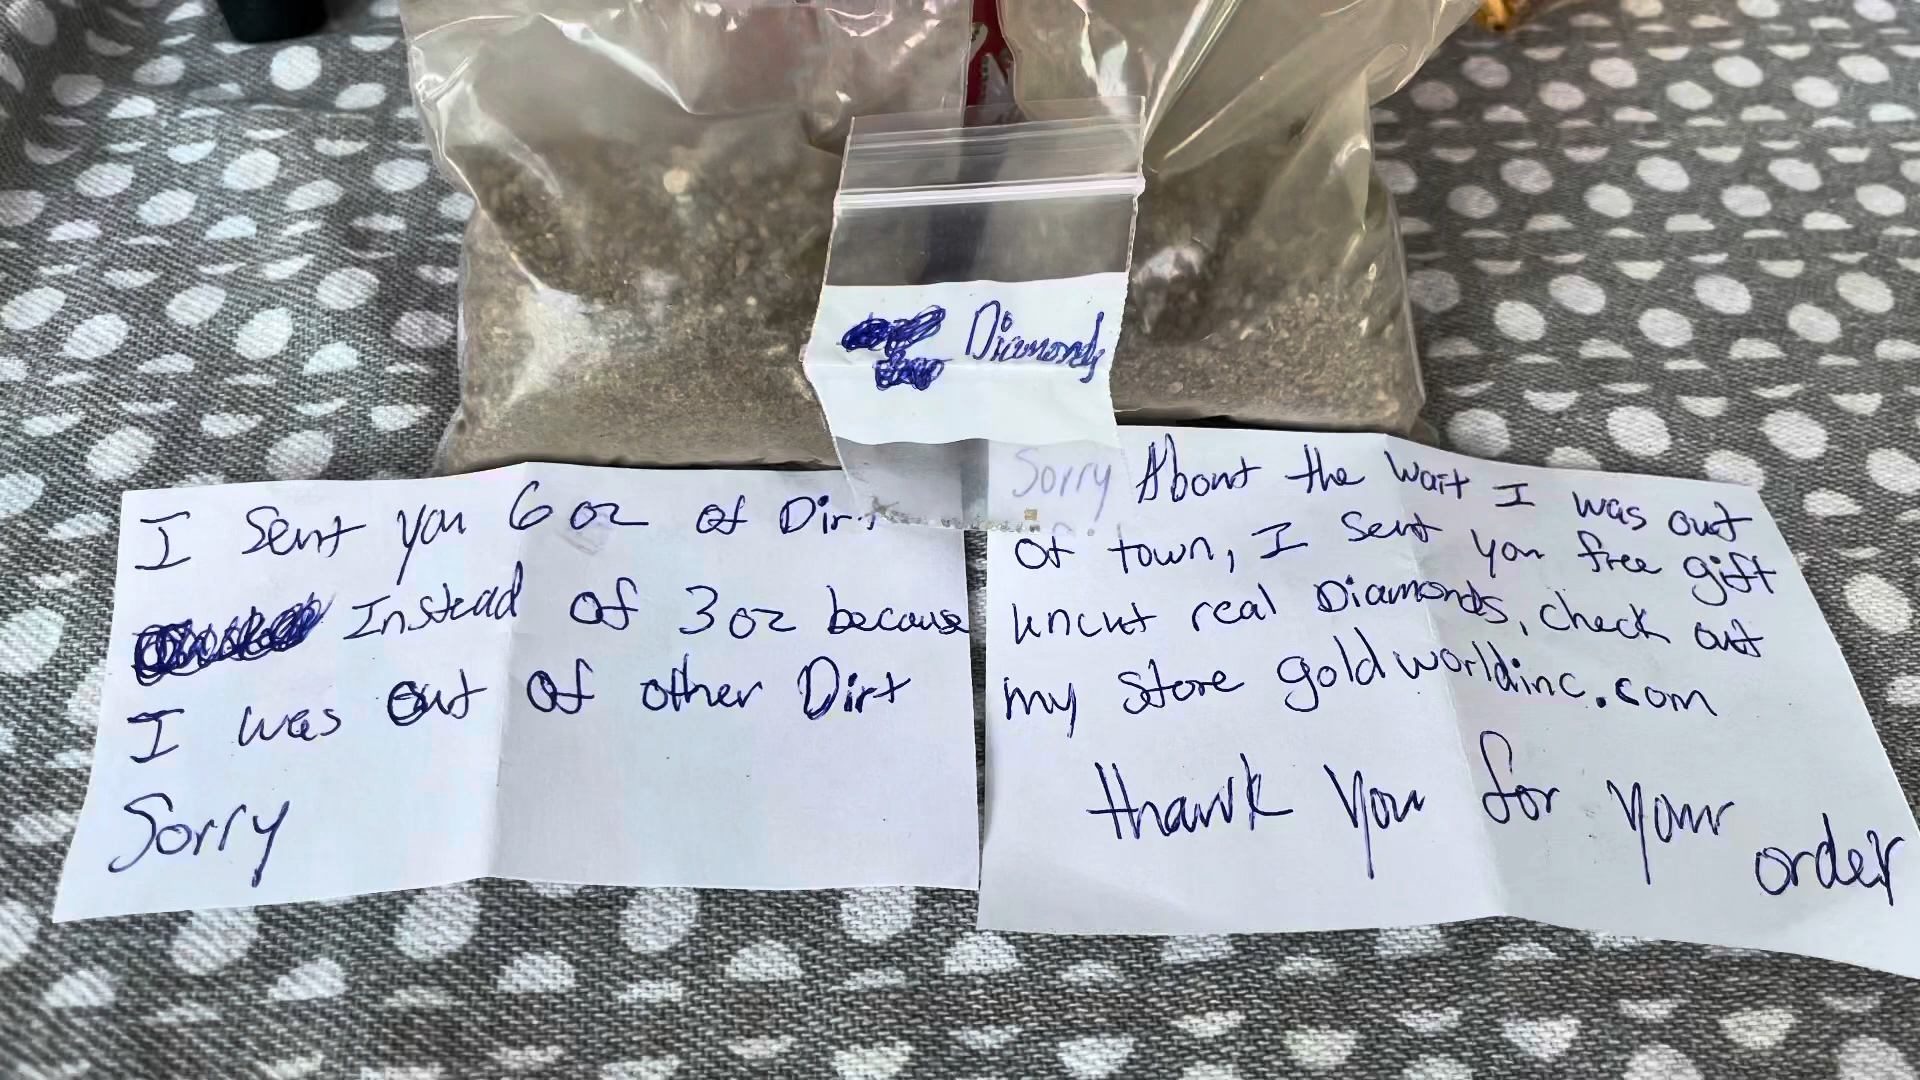 Diamonds
I Sent you 6 oz of Dirt
Instead of 3 oz because
I was out of other Dirt
Sorry
Sorry About the wait I was out
of town, I sent you free gift
uncut real Diamonds, check out
my store goldworldinc.com
thank you for your
order